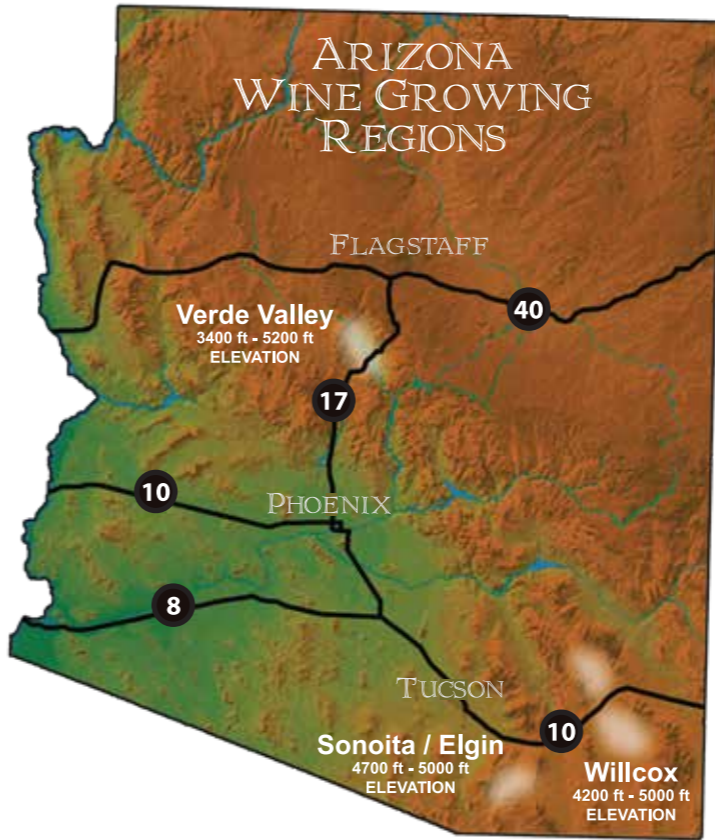 ARIZONA
WINE GROWING
REGIONS
FLAGSTAFF
40
Verde Valley
3400 ft - 5200 ft
ELEVATION
17
10
PHOENIX
8
TUCSON
10
Sonoita / Elgin
4700 ft - 5000 ft
ELEVATION
Willcox
4200 ft - 5000 ft
ELEVATION